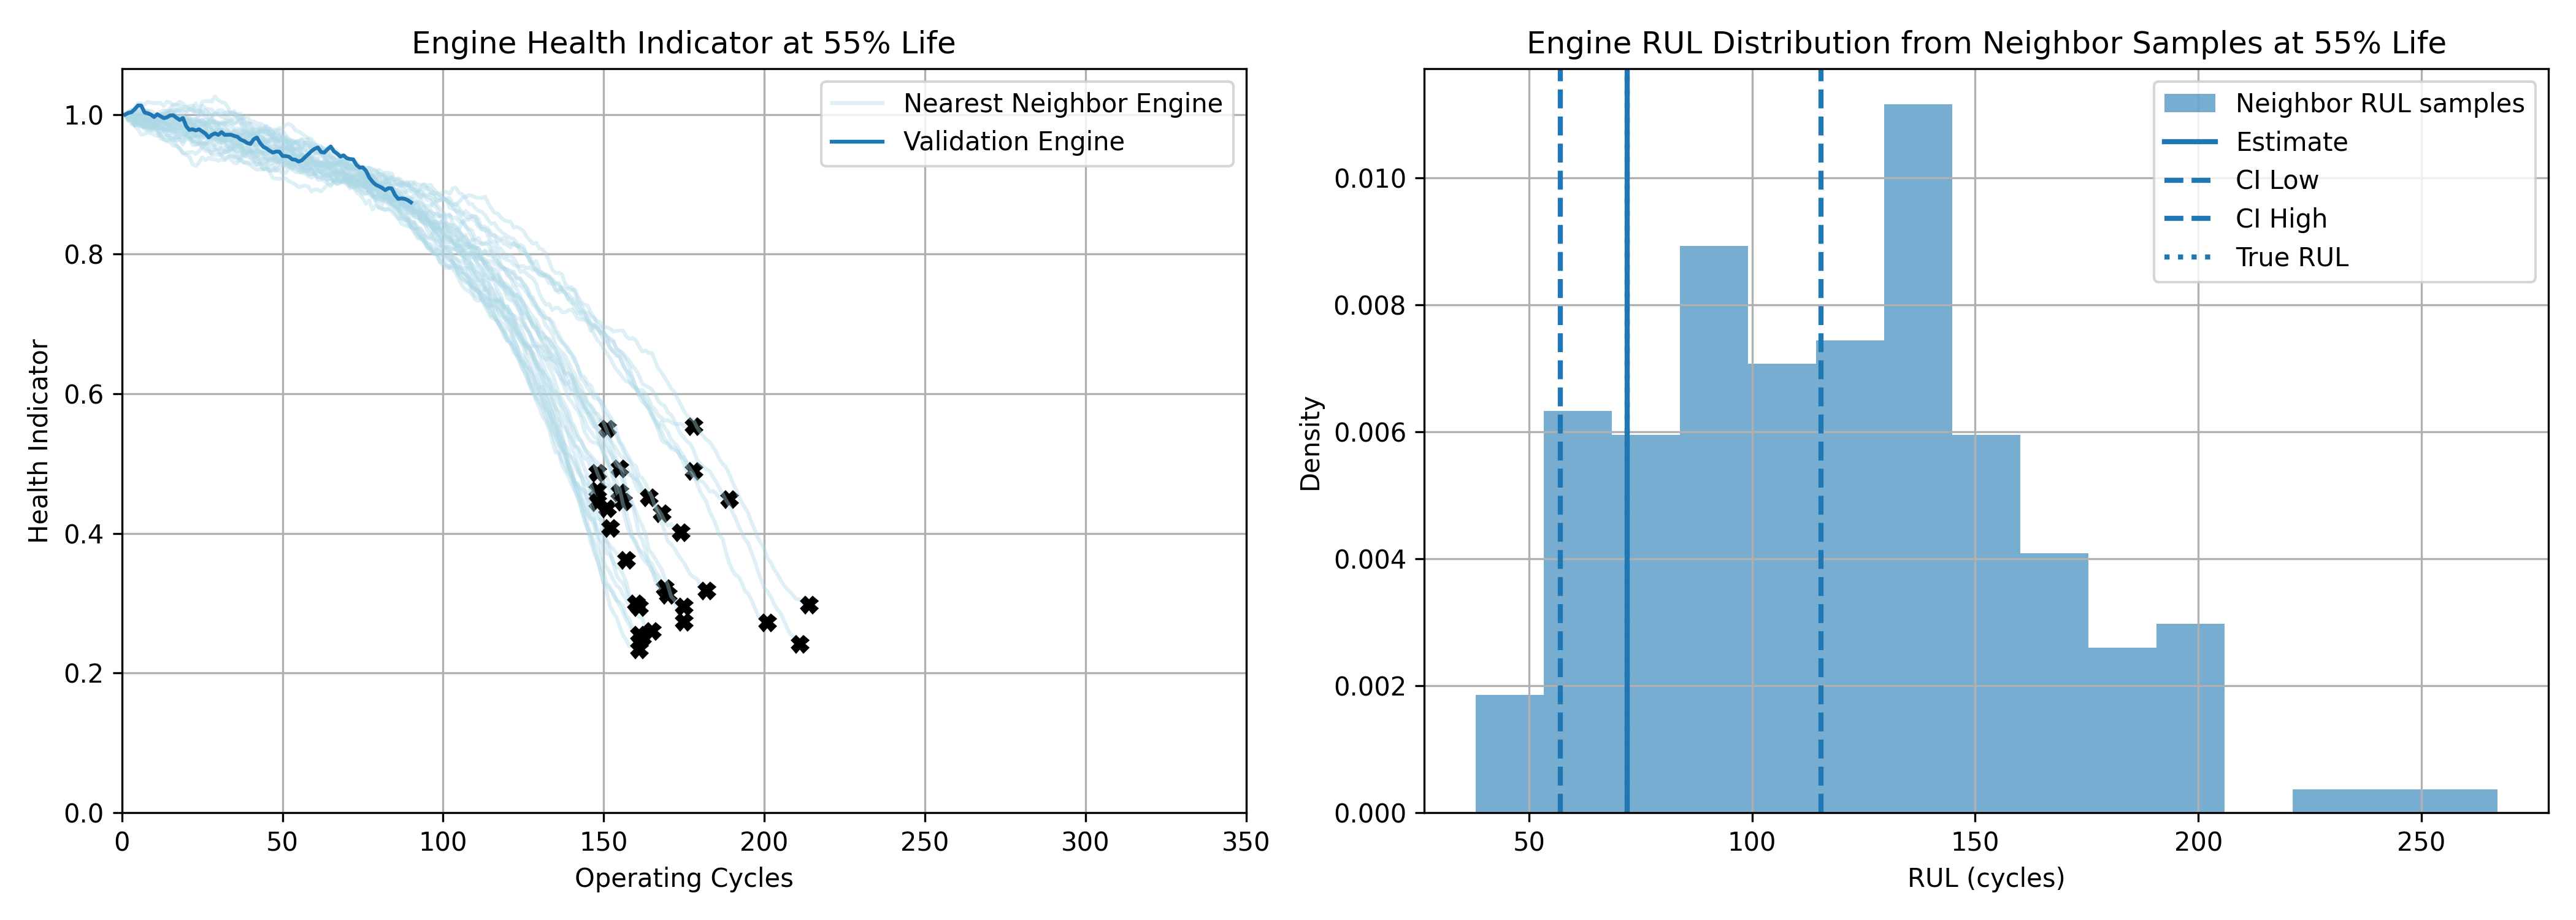 Engine Health Indicator at 55% Life
1.0
0.8
0.6
0.4
0.2
0.0
Health Indicator
0
50
100
150
200
250
300
350
Operating Cycles
Nearest Neighbor Engine
Validation Engine
Engine RUL Distribution from Neighbor Samples at 55% Life
0.010
0.008
0.006
0.004
0.002
0.000
Density
50
100
150
200
250
RUL (cycles)
Neighbor RUL samples
Estimate
CI Low
CI High
True RUL